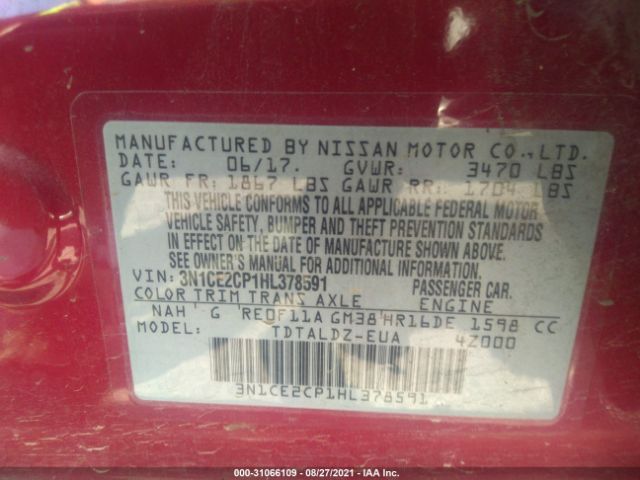 MANUFACTURED BY NISSAN MOTOR CO., LTD.
DATE: 06/17. GVWR: 3470 LBS
GAWR FR: 1867 LBS GAWR RR: 1704 LBS
THIS VEHICLE CONFORMS TO ALL APPLICABLE FEDERAL MOTOR
VEHICLE SAFETY, BUMPER AND THEFT PREVENTION STANDARDS
IN EFFECT ON THE DATE OF MANUFACTURE SHOWN ABOVE.
SEE OWNER'S MANUAL FOR ADDITIONAL INFORMATION.
VIN: 3N1CE2CP1HL378591 PASSENGER CAR.
COLOR TRIM TRANS AXLE ENGINE
NAH G RE0F11A GM38 HR16DE 1598 CC
MODEL: TDTALDZ-EUA 4Z000
3N1CE2CP1HL378591
000-31066109 - 08/27/2021 - IAA Inc.